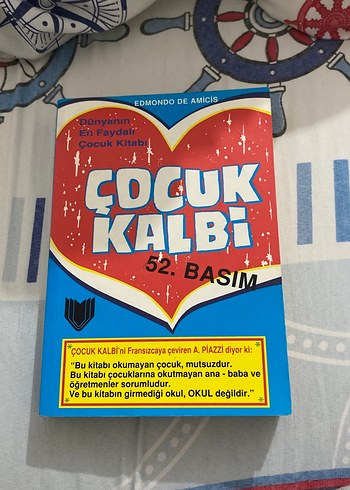 EDMONDO DE AMICIS
Dünyanın
En Faydalı
Çocuk Kitabı
ÇOCUK
KALBİ
52. BASIM
ÇOCUK KALBİ'ni Fransızcaya çeviren A. PİAZZİ diyor ki:
"Bu kitabı okumayan çocuk, mutsuzdur.
Bu kitabı çocuklarına okutmayan ana - baba ve
öğretmenler sorumludur.
Ve bu kitabın girmediği okul, OKUL değildir."